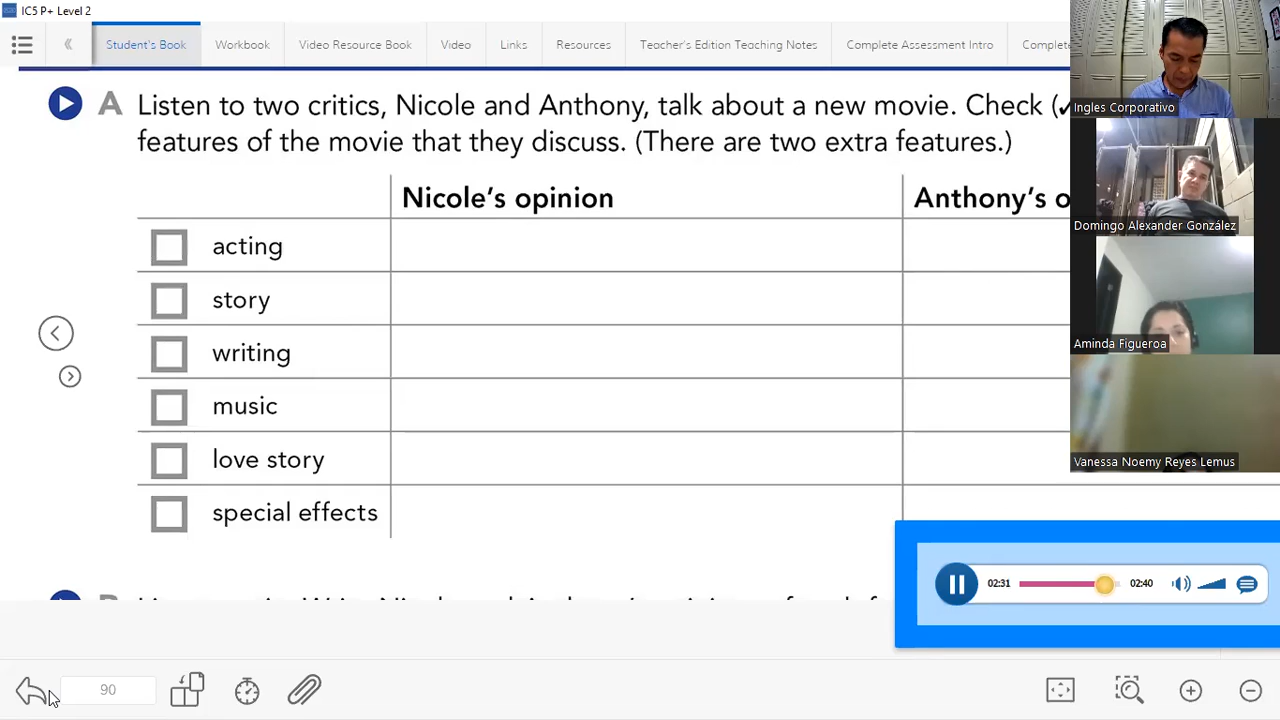 IC5 P+ Level 2
Student's Book
Workbook
Video Resource Book
Video
Links
Resources
Teacher's Edition Teaching Notes
Complete Assessment Intro
Complete
A Listen to two critics, Nicole and Anthony, talk about a new movie. Check (✓
features of the movie that they discuss. (There are two extra features.)
Nicole's opinion
Anthony's o
acting
story
writing
music
love story
special effects
02:31
02:40
90
Ingles Corporativo
Domingo Alexander González
Aminda Figueroa
Vanessa Noemy Reyes Lemus